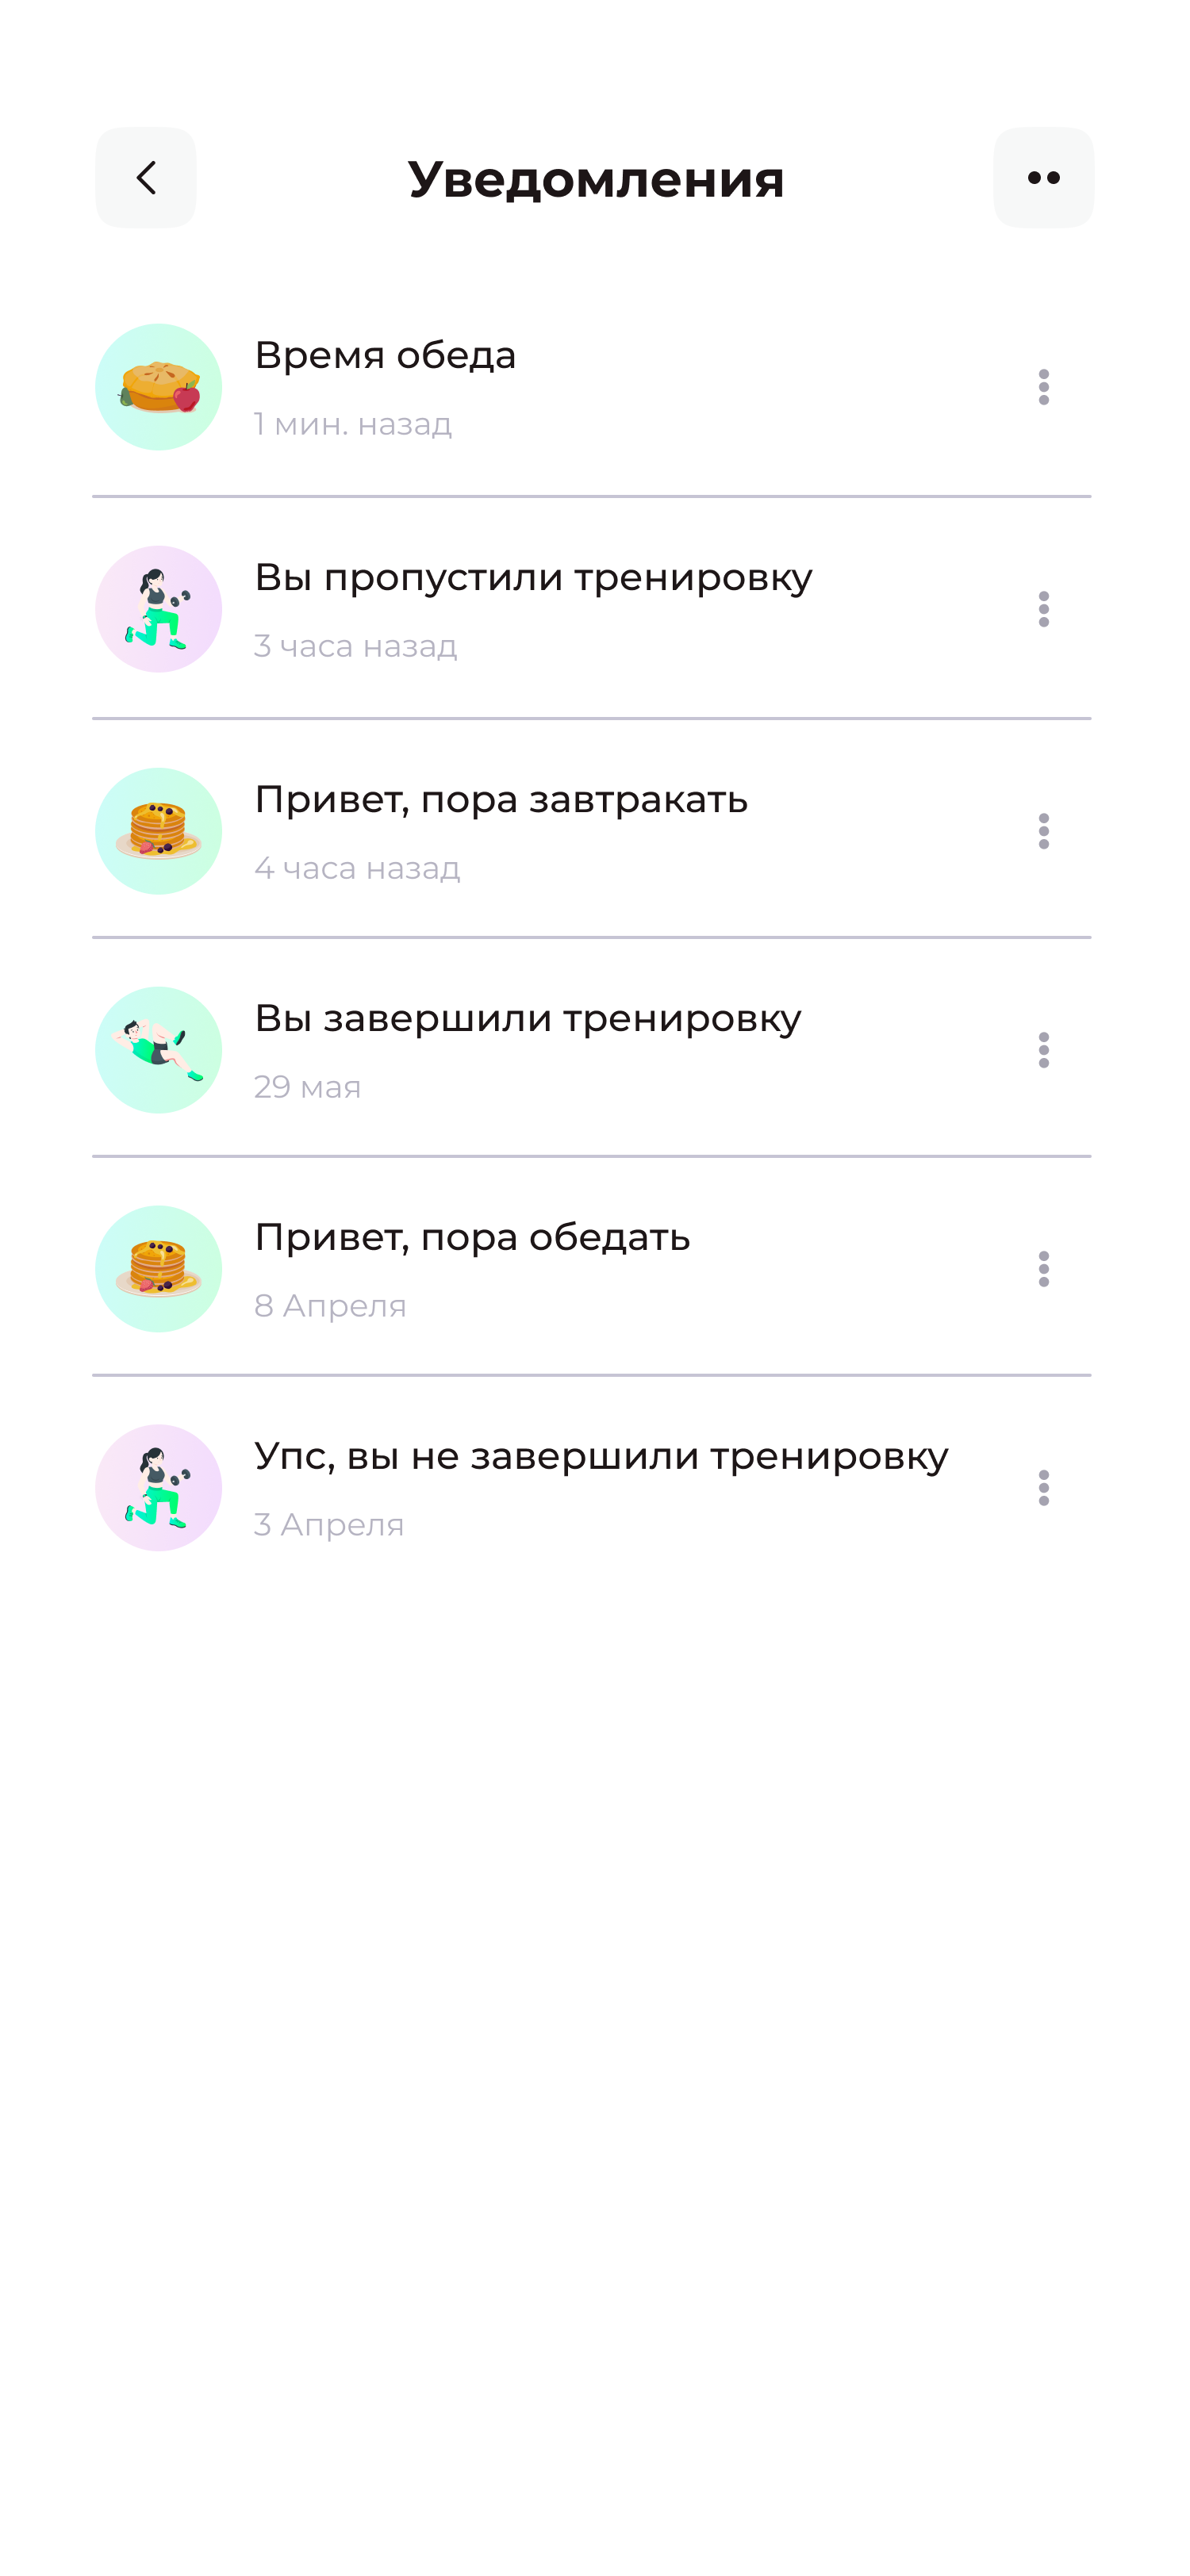 Уведомления
Время обеда
1 мин. назад
Вы пропустили тренировку
3 часа назад
Привет, пора завтракать
4 часа назад
Вы завершили тренировку
29 мая
Привет, пора обедать
8 Апреля
Упс, вы не завершили тренировку
3 Апреля